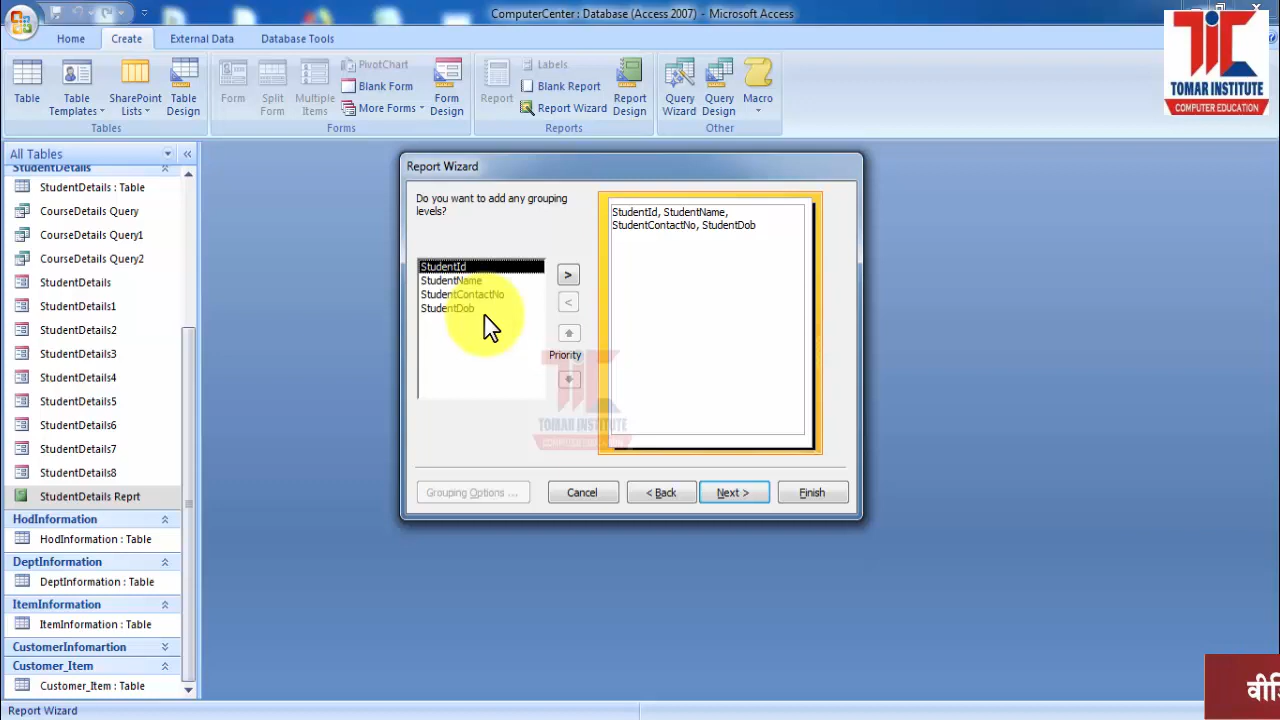 ComputerCenter : Database (Access 2007) - Microsoft Access
Home
Create
External Data
Database Tools
Table
Table
Templates
SharePoint
Lists
Table
Design
Tables
Form
Split
Form
Multiple
Items
PivotChart
Blank Form
More Forms
Form
Design
Forms
Report
Labels
Blank Report
Report Wizard
Report
Design
Reports
Query
Wizard
Query
Design
Macro
Other
TIC
TOMAR INSTITUTE
COMPUTER EDUCATION
All Tables
StudentDetails
StudentDetails : Table
CourseDetails Query
CourseDetails Query1
CourseDetails Query2
StudentDetails
StudentDetails1
StudentDetails2
StudentDetails3
StudentDetails4
StudentDetails5
StudentDetails6
StudentDetails7
StudentDetails8
StudentDetails Reprt
HodInformation
HodInformation : Table
DeptInformation
DeptInformation : Table
ItemInformation
ItemInformation : Table
CustomerInfomartion
Customer_Item
Customer_Item : Table
Report Wizard
Do you want to add any grouping
levels?
StudentId
StudentName
StudentContactNo
StudentDob
>
<
Priority
StudentId, StudentName,
StudentContactNo, StudentDob
TOMAR INSTITUTE
COMPUTER EDUCATION
Grouping Options ...
Cancel
< Back
Next >
Finish
Report Wizard